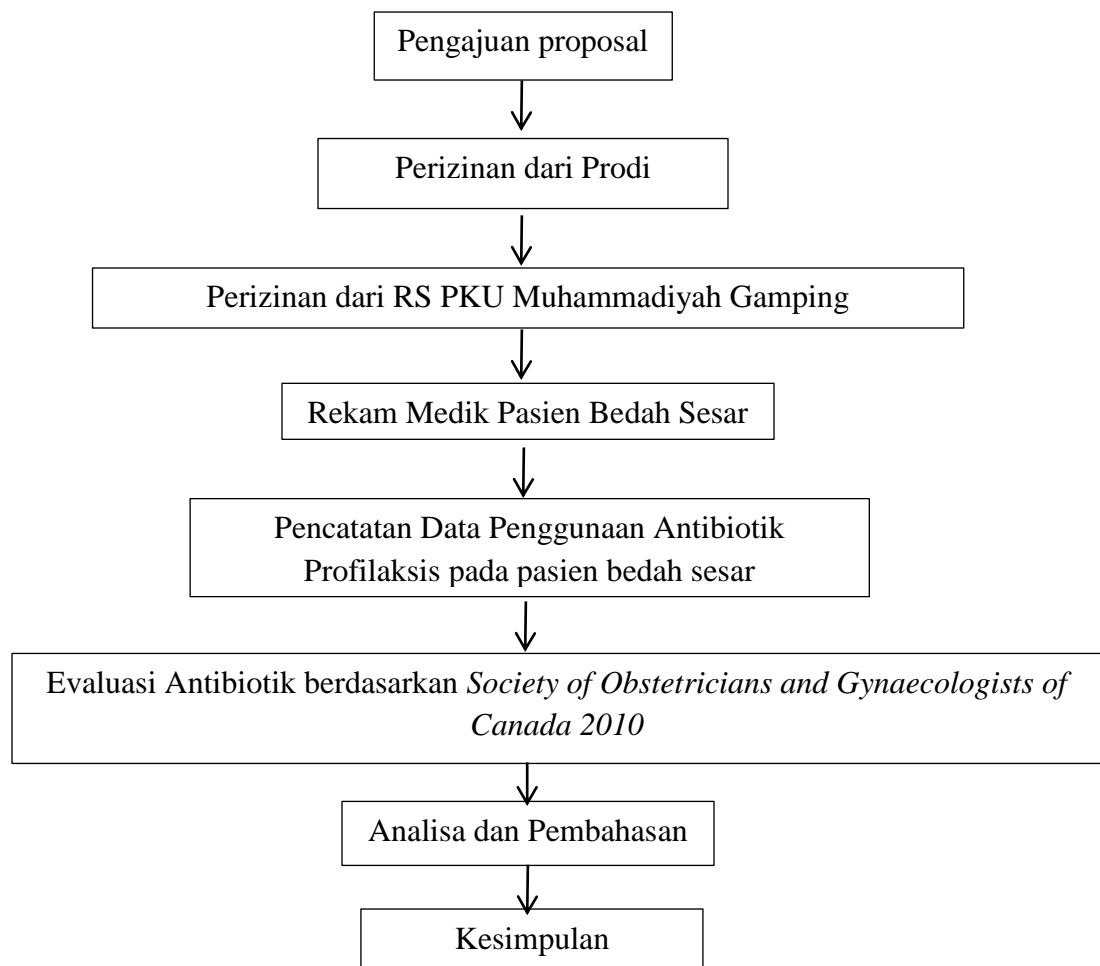 Pengajuan proposal
Perizinan dari Prodi
Perizinan dari RS PKU Muhammadiyah Gamping
Rekam Medik Pasien Bedah Sesar
Pencatatan Data Penggunaan Antibiotik
Profilaksis pada pasien bedah sesar
Evaluasi Antibiotik berdasarkan Society of Obstetricians and Gynaecologists of
Canada 2010
Analisa dan Pembahasan
Kesimpulan